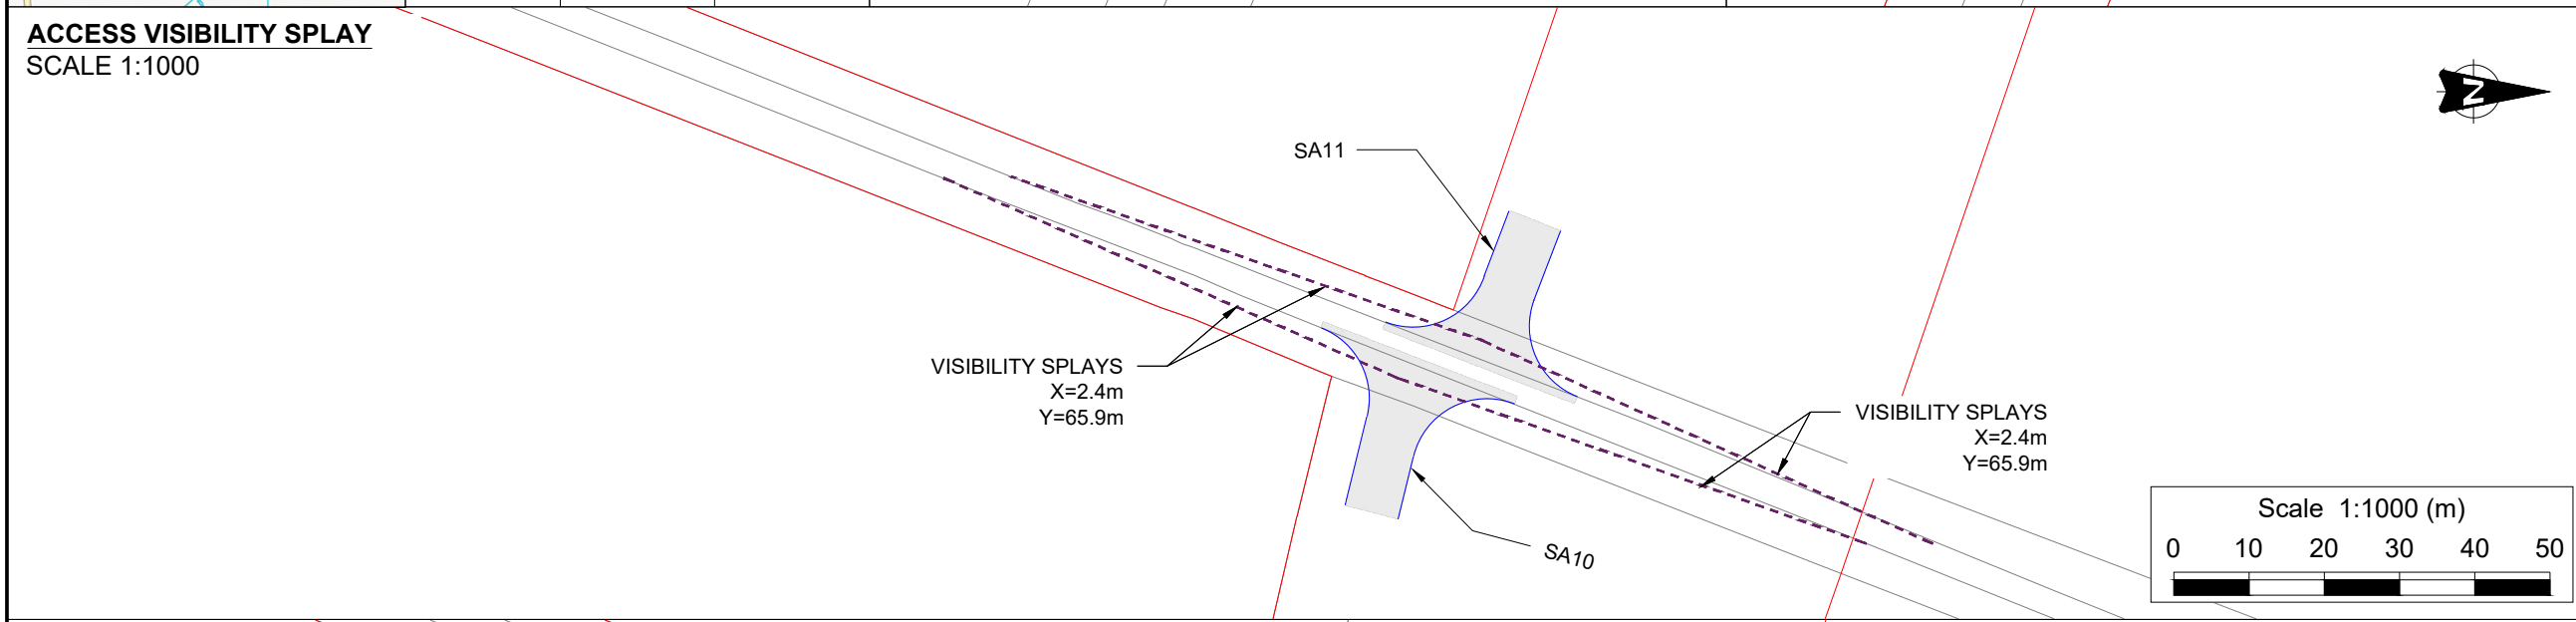 ACCESS VISIBILITY SPLAY
SCALE 1:1000
N
SA11
VISIBILITY SPLAYS
X=2.4m
Y=65.9m
VISIBILITY SPLAYS
X=2.4m
Y=65.9m
SA10
Scale 1:1000 (m)
0 10 20 30 40 50